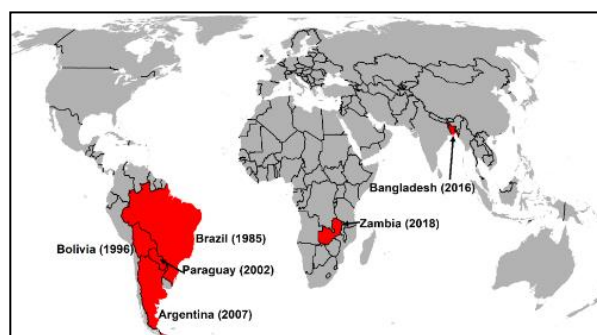 Bangladesh (2016)
Zambia (2018)
Brazil (1985)
Bolivia (1996)
Paraguay (2002)
Argentina (2007)